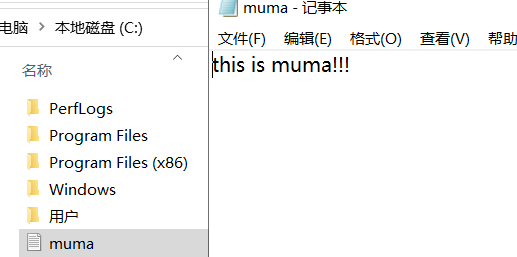 电脑 > 本地磁盘 (C:)
名称
PerfLogs
Program Files
Program Files (x86)
Windows
用户
muma
muma - 记事本
文件(F) 编辑(E) 格式(O) 查看(V) 帮助
this is muma!!!